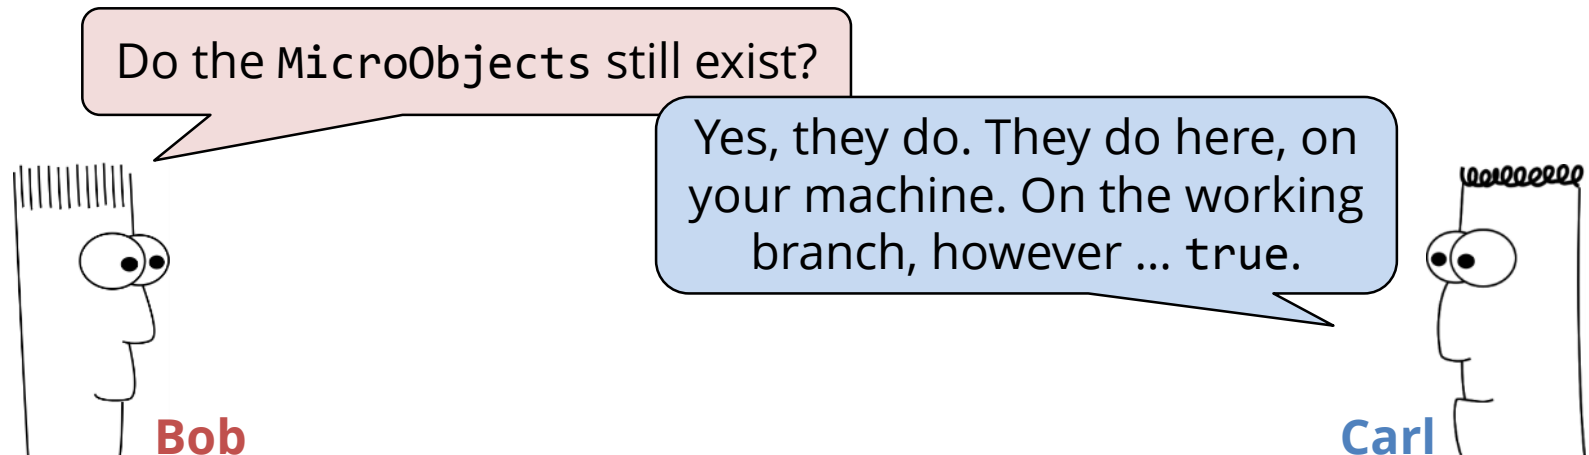 Do the MicroObjects still exist?
Yes, they do. They do here, on
your machine. On the working
branch, however ... true.
Bob
Carl